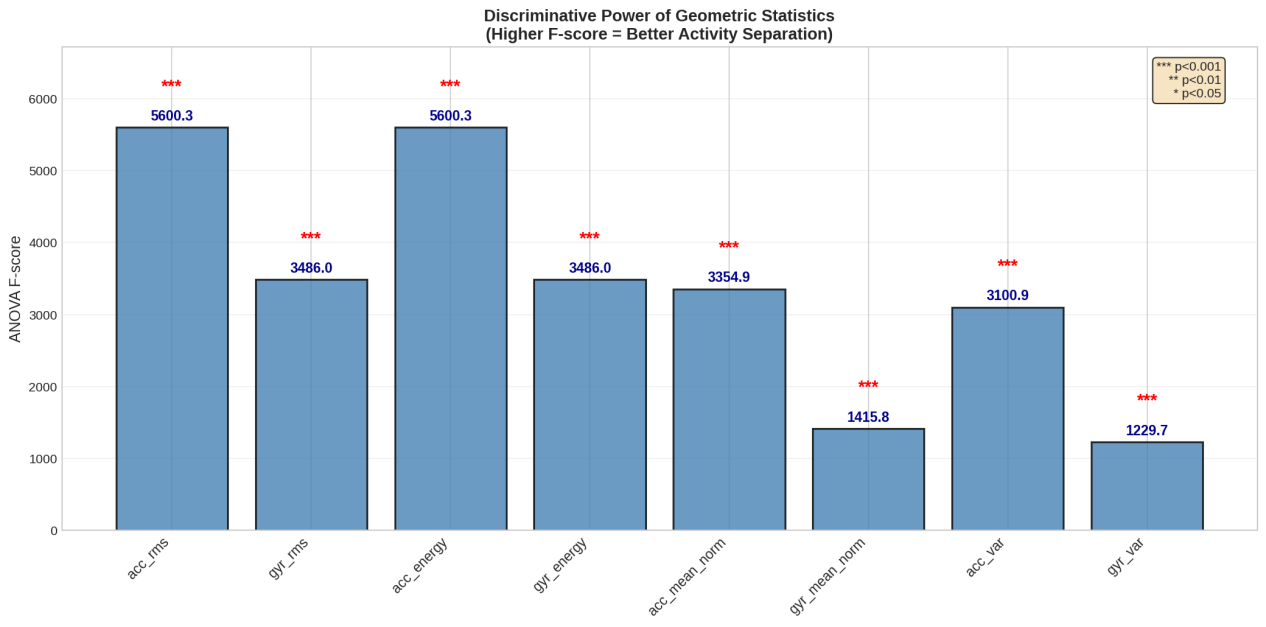 Discriminative Power of Geometric Statistics
(Higher F-score = Better Activity Separation)
*** p<0.001
** p<0.01
* p<0.05
ANOVA F-score
6000
5000
4000
3000
2000
1000
0
***
5600.3
***
3486.0
***
5600.3
***
3486.0
***
3354.9
***
1415.8
***
3100.9
***
1229.7
acc_rms
gyr_rms
acc_energy
gyr_energy
acc_mean_norm
gyr_mean_norm
acc_var
gyr_var